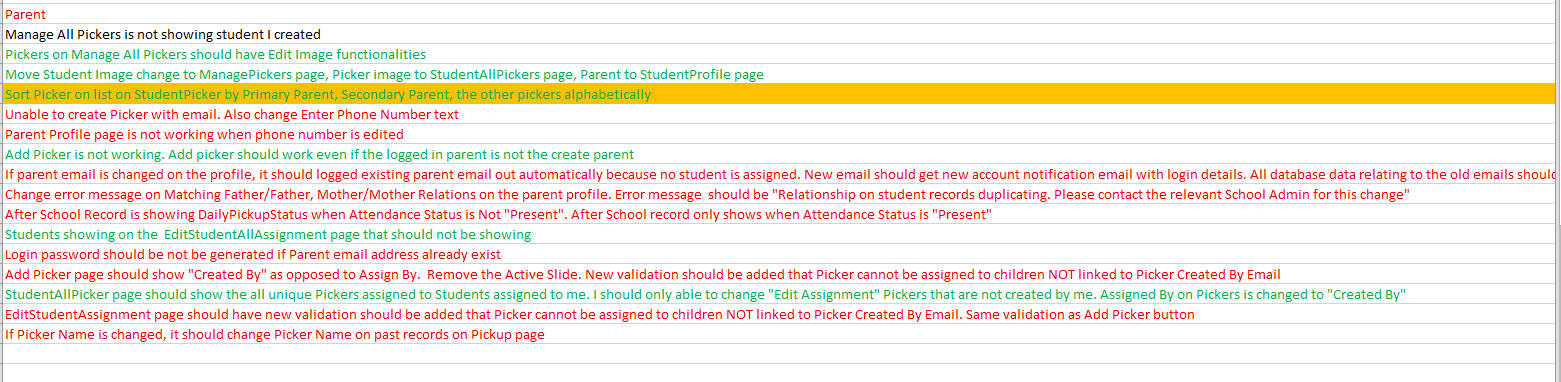 Parent
Manage All Pickers is not showing student I created
Pickers on Manage All Pickers should have Edit Image functionalities
Move Student Image change to ManagePickers page, Picker image to StudentAllPickers page, Parent to StudentProfile page
Sort Picker on list on StudentPicker by Primary Parent, Secondary Parent, the other pickers alphabetically
Unable to create Picker with email. Also change Enter Phone Number text
Parent Profile page is not working when phone number is edited
Add Picker is not working. Add picker should work even if the logged in parent is not the create parent
If parent email is changed on the profile, it should logged existing parent email out automatically because no student is assigned. New email should get new account notification email with login details. All database data relating to the old emails should
Change error message on Matching Father/Father, Mother/Mother Relations on the parent profile. Error message  should be "Relationship on student records duplicating. Please contact the relevant School Admin for this change"
After School Record is showing DailyPickupStatus when Attendance Status is Not "Present". After School record only shows when Attendance Status is "Present"
Students showing on the  EditStudentAllAssignment page that should not be showing
Login password should be not be generated if Parent email address already exist
Add Picker page should show "Created By" as opposed to Assign By.  Remove the Active Slide. New validation should be added that Picker cannot be assigned to children NOT linked to Picker Created By Email
StudentAllPicker page should show the all unique Pickers assigned to Students assigned to me. I should only able to change "Edit Assignment" Pickers that are not created by me. Assigned By on Pickers is changed to "Created By"
EditStudentAssignment page should have new validation should be added that Picker cannot be assigned to children NOT linked to Picker Created By Email. Same validation as Add Picker button
If Picker Name is changed, it should change Picker Name on past records on Pickup page